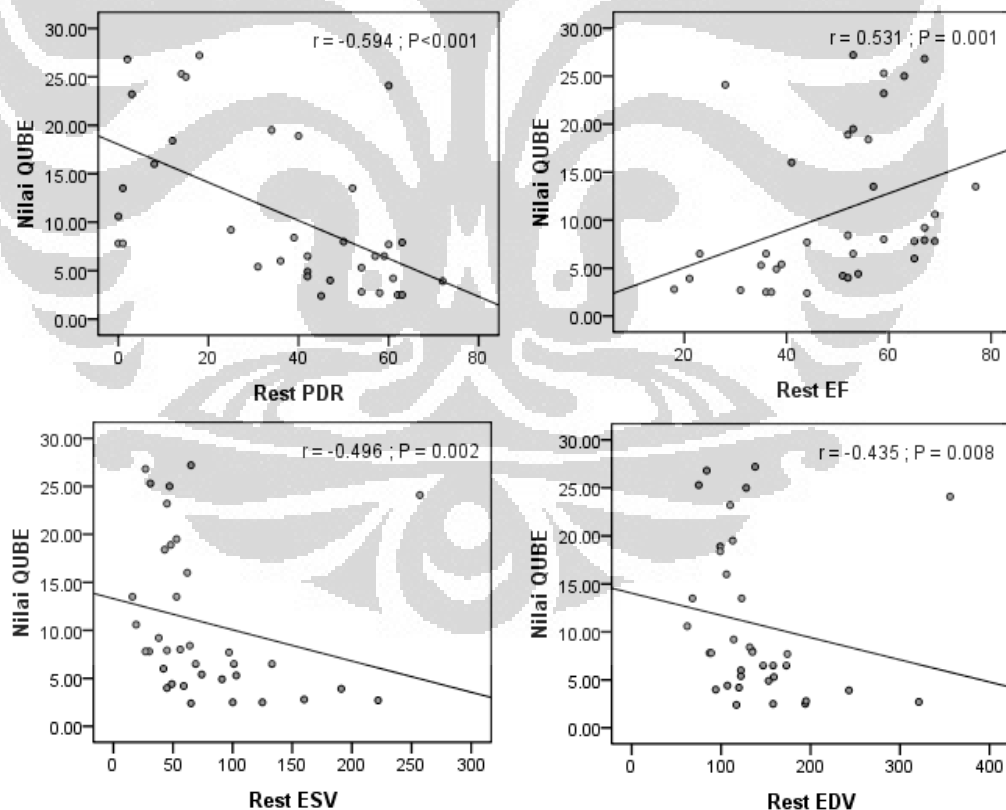 r = -0.594 ; P<0.001
30.00
25.00
20.00
15.00
10.00
5.00
0.00
Nilai QUBE
0 20 40 60 80
Rest PDR
r = 0.531 ; P = 0.001
30.00
25.00
20.00
15.00
10.00
5.00
0.00
Nilai QUBE
20 40 60 80
Rest EF
r = -0.496 ; P = 0.002
30.00
25.00
20.00
15.00
10.00
5.00
0.00
Nilai QUBE
0 50 100 150 200 250 300
Rest ESV
r = -0.435 ; P = 0.008
30.00
25.00
20.00
15.00
10.00
5.00
0.00
Nilai QUBE
0 100 200 300 400
Rest EDV